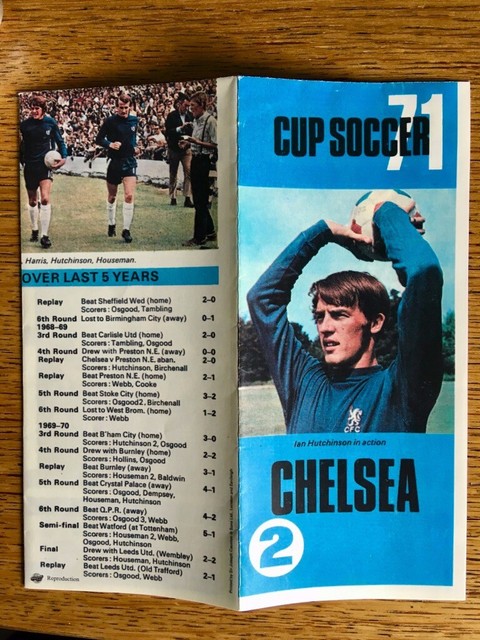 . Harris, Hutchinson, Houseman.
OVER LAST 5 YEARS
Replay Beat Sheffield Wed (home) 2–0
Scorers: Osgood, Tambling
6th Round Lost to Birmingham City (away) 0–1
1968–69
3rd Round Beat Carlisle Utd (home) 2–0
Scorers: Tambling, Osgood
4th Round Drew with Preston N.E. (away) 0–0
Replay Chelsea v Preston N.E. aban. 2–0
Scorers: Hutchinson, Birchenall
Replay Beat Preston N.E. (home) 2–1
Scorers: Webb, Cooke
5th Round Beat Stoke City (home) 3–2
Scorers: Osgood2, Birchenall
6th Round Lost to West Brom. (home) 1–2
Scorer: Webb
1969–70
3rd Round Beat B'ham City (home) 3–0
Scorers: Hutchinson 2, Osgood
4th Round Drew with Burnley (home) 2–2
Scorers: Hollins, Osgood
Replay Beat Burnley (away) 3–1
Scorers: Houseman 2, Baldwin
5th Round Beat Crystal Palace (away) 4–1
Scorers: Osgood, Dempsey,
Houseman, Hutchinson
6th Round Beat Q.P.R. (away) 4–2
Scorers: Osgood 3, Webb
Semi-final Beat Watford (at Tottenham) 5–1
Scorers: Houseman 2, Webb,
Osgood, Hutchinson
Final Drew with Leeds Utd. (Wembley) 2–2
Scorers: Houseman, Hutchinson
Replay Beat Leeds Utd. (Old Trafford) 2–1
Scorers: Osgood, Webb
Reproduction
71
CUP SOCCER
CFC
Ian Hutchinson in action.
CHELSEA
2